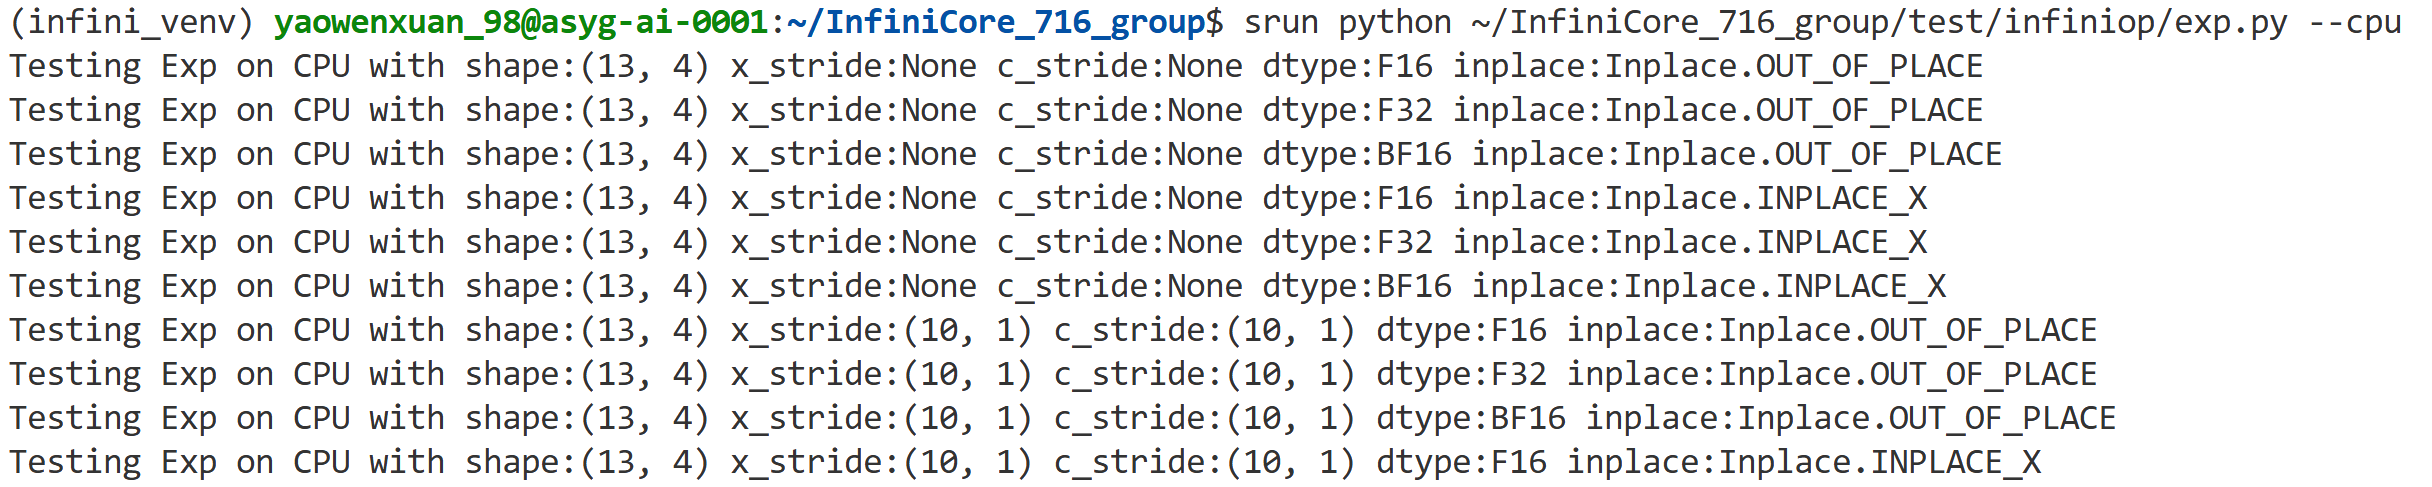 (infini_venv) yaowenxuan_98@asyg-ai-0001:~/InfiniCore_716_group$ srun python ~/InfiniCore_716_group/test/infiniop/exp.py --cpu
Testing Exp on CPU with shape:(13, 4) x_stride:None c_stride:None dtype:F16 inplace:Inplace.OUT_OF_PLACE
Testing Exp on CPU with shape:(13, 4) x_stride:None c_stride:None dtype:F32 inplace:Inplace.OUT_OF_PLACE
Testing Exp on CPU with shape:(13, 4) x_stride:None c_stride:None dtype:BF16 inplace:Inplace.OUT_OF_PLACE
Testing Exp on CPU with shape:(13, 4) x_stride:None c_stride:None dtype:F16 inplace:Inplace.INPLACE_X
Testing Exp on CPU with shape:(13, 4) x_stride:None c_stride:None dtype:F32 inplace:Inplace.INPLACE_X
Testing Exp on CPU with shape:(13, 4) x_stride:None c_stride:None dtype:BF16 inplace:Inplace.INPLACE_X
Testing Exp on CPU with shape:(13, 4) x_stride:(10, 1) c_stride:(10, 1) dtype:F16 inplace:Inplace.OUT_OF_PLACE
Testing Exp on CPU with shape:(13, 4) x_stride:(10, 1) c_stride:(10, 1) dtype:F32 inplace:Inplace.OUT_OF_PLACE
Testing Exp on CPU with shape:(13, 4) x_stride:(10, 1) c_stride:(10, 1) dtype:BF16 inplace:Inplace.OUT_OF_PLACE
Testing Exp on CPU with shape:(13, 4) x_stride:(10, 1) c_stride:(10, 1) dtype:F16 inplace:Inplace.INPLACE_X